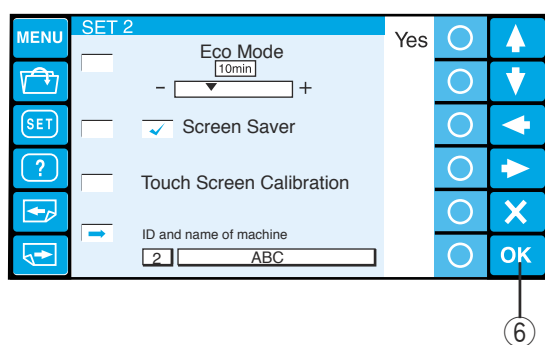 MENU
SET 2
Yes
Eco Mode
10min
- +
SET
Screen Saver
?
Touch Screen Calibration
ID and name of machine
2 ABC
OK
⑥